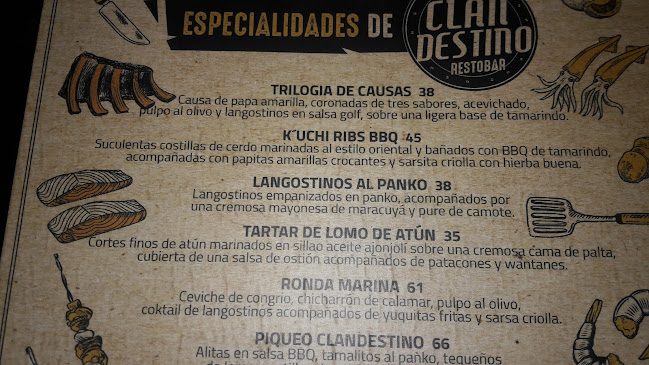 ESPECIALIDADES DE
CLAN
DESTINO
RESTOBAR
TRILOGIA DE CAUSAS 38
Causa de papa amarilla, coronadas de tres sabores, acevichado,
pulpo al olivo y langostinos en salsa golf, sobre una ligera base de tamarindo.
K´UCHI RIBS BBQ 45
Suculentas costillas de cerdo marinadas al estilo oriental y bañados con BBQ de tamarindo,
acompañadas con papitas amarillas crocantes y sarsita criolla con hierba buena.
LANGOSTINOS AL PANKO 38
Langostinos empanizados en panko, acompañados por
una cremosa mayonesa de maracuyá y pure de camote.
TARTAR DE LOMO DE ATÚN 35
Cortes finos de atún marinados en sillao aceite ajonjolí sobre una cremosa cama de palta,
cubierta de una salsa de ostión acompañados de patacones y wantanes.
RONDA MARINA 61
Ceviche de congrio, chicharrón de calamar, pulpo al olivo,
coktail de langostinos acompañados de yuquitas fritas y sarsa criolla.
PIQUEO CLANDESTINO 66
Alitas en salsa BBQ, tamalitos al panko, tequeños